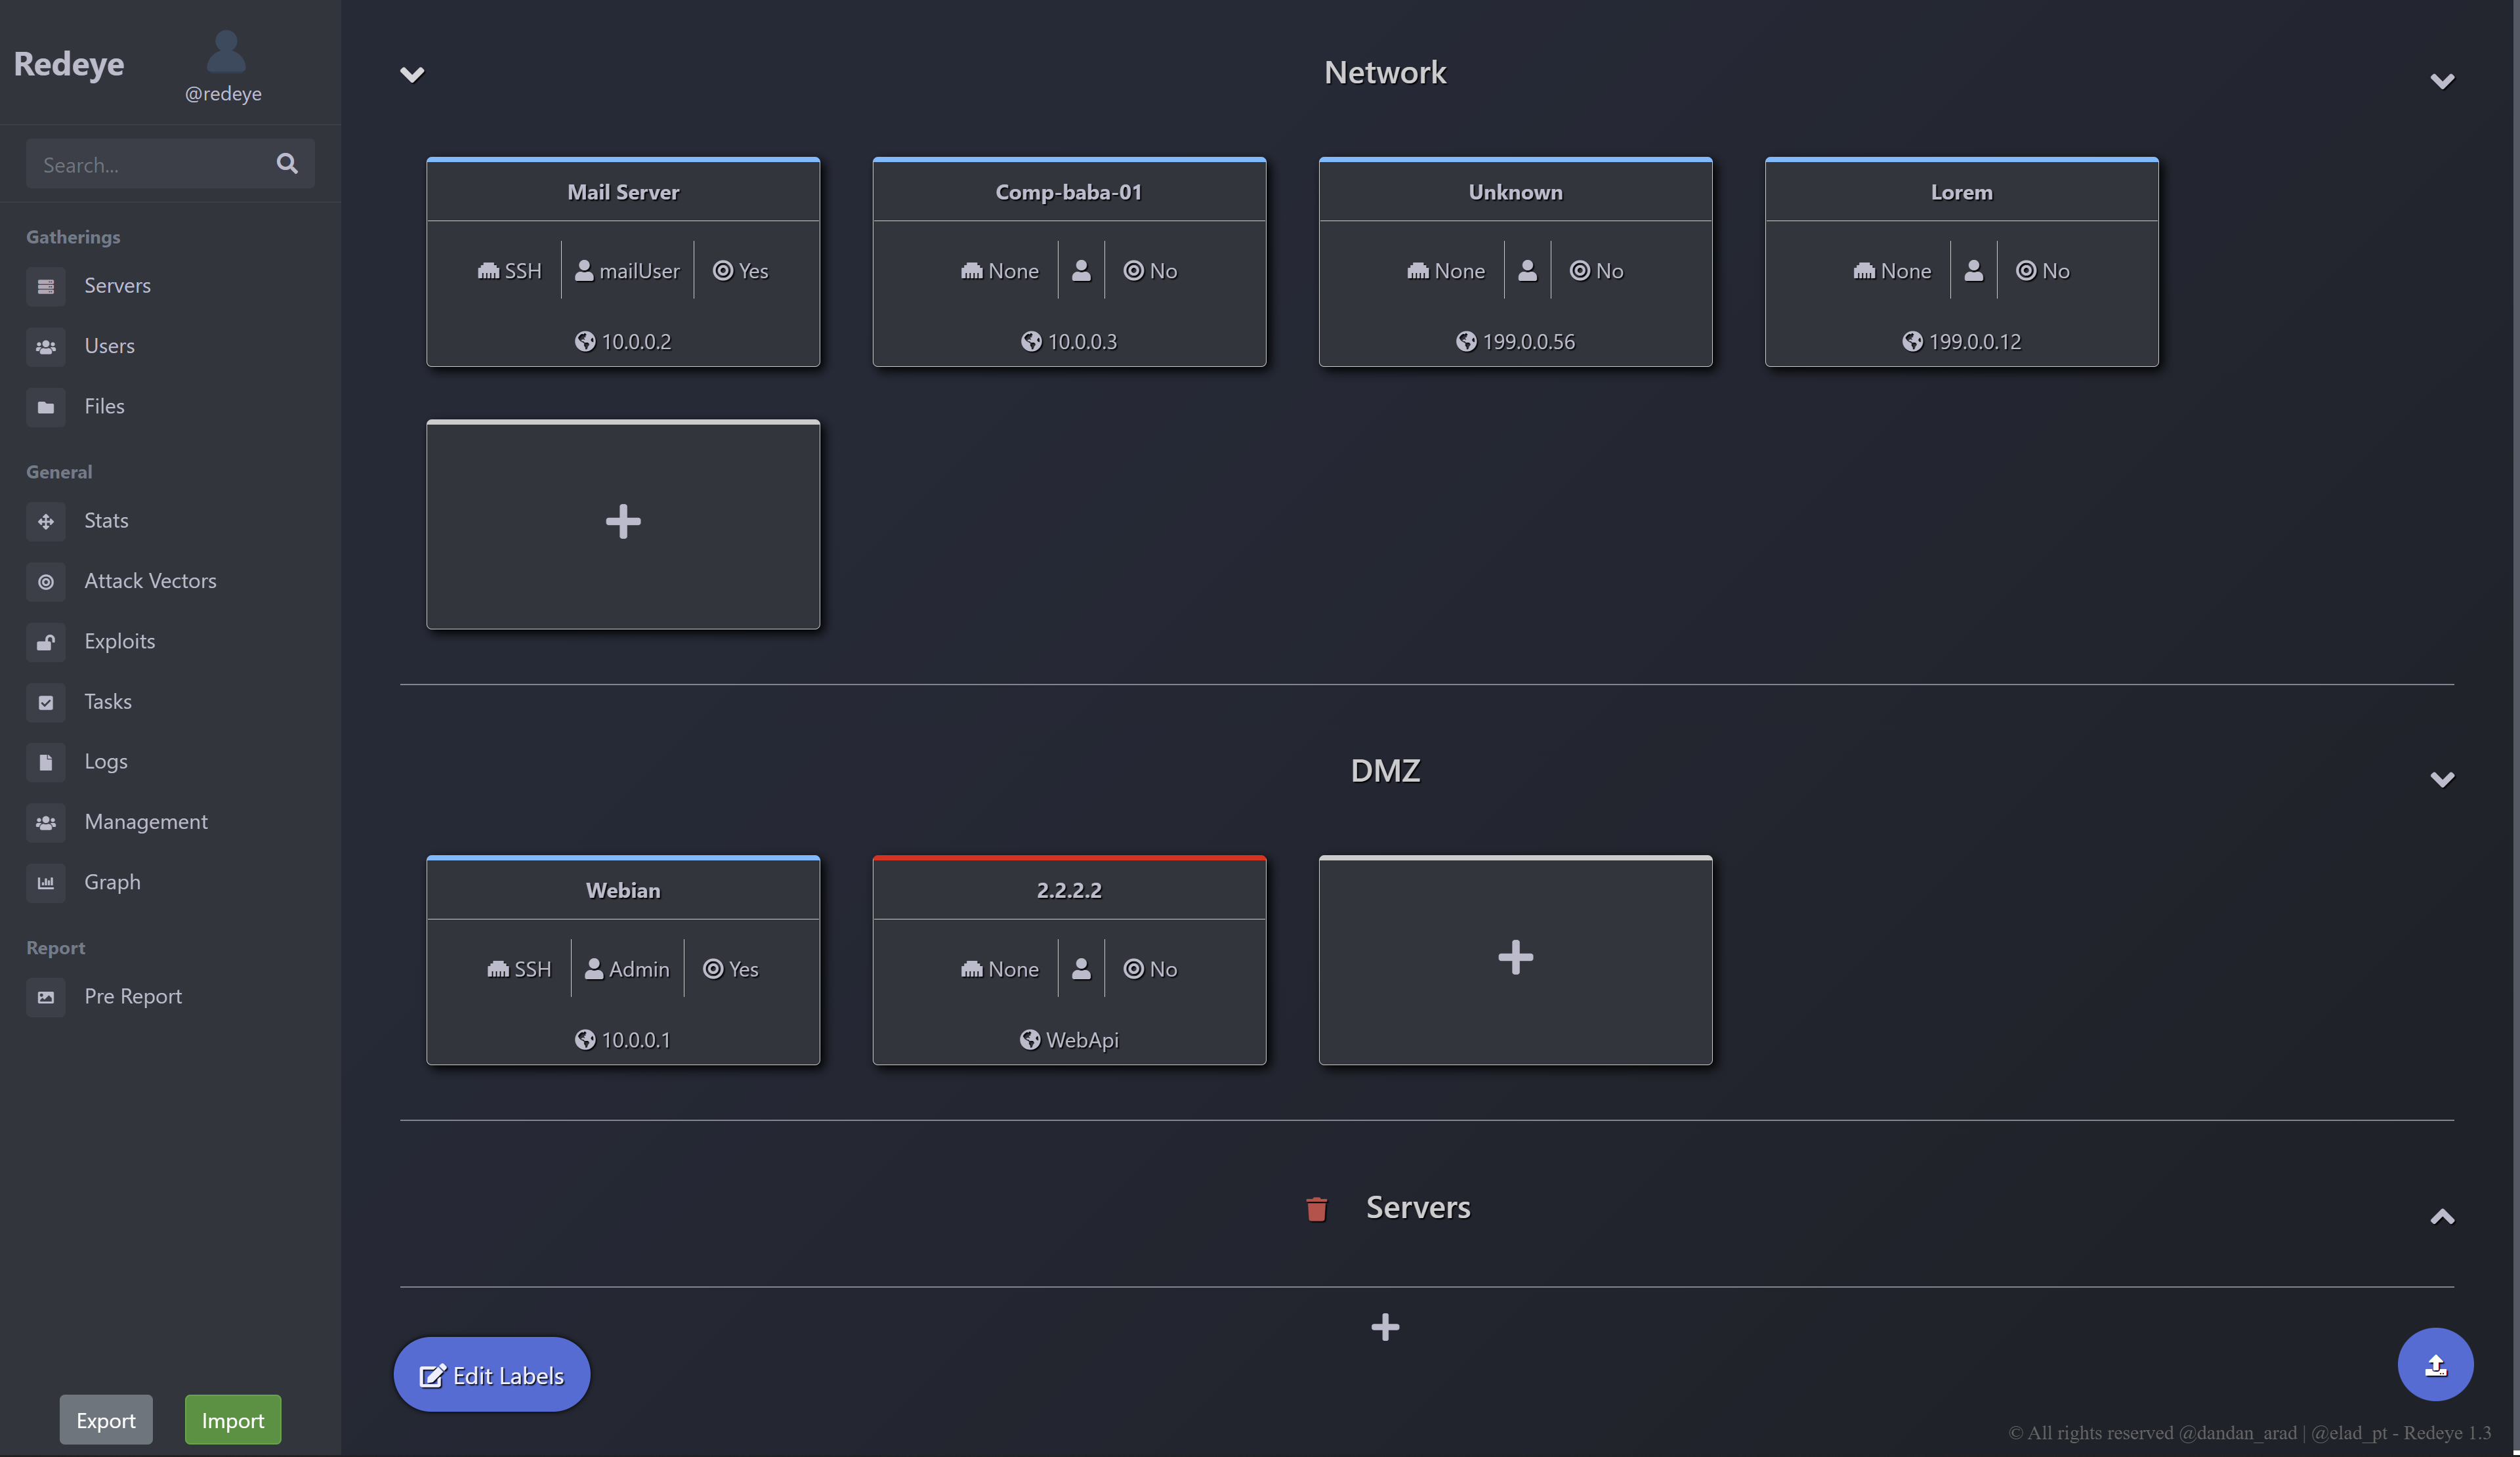 Redeye
@redeye
Search...
Gatherings
Servers
Users
Files
General
Stats
Attack Vectors
Exploits
Tasks
Logs
Management
Graph
Report
Pre Report
Export
Import
Network
Mail Server
SSH mailUser Yes
10.0.0.2
Comp-baba-01
None No
10.0.0.3
Unknown
None No
199.0.0.56
Lorem
None No
199.0.0.12
DMZ
Webian
SSH Admin Yes
10.0.0.1
2.2.2.2
None No
WebApi
Servers
Edit Labels
© All rights reserved @dandan_arad | @elad_pt - Redeye 1.3